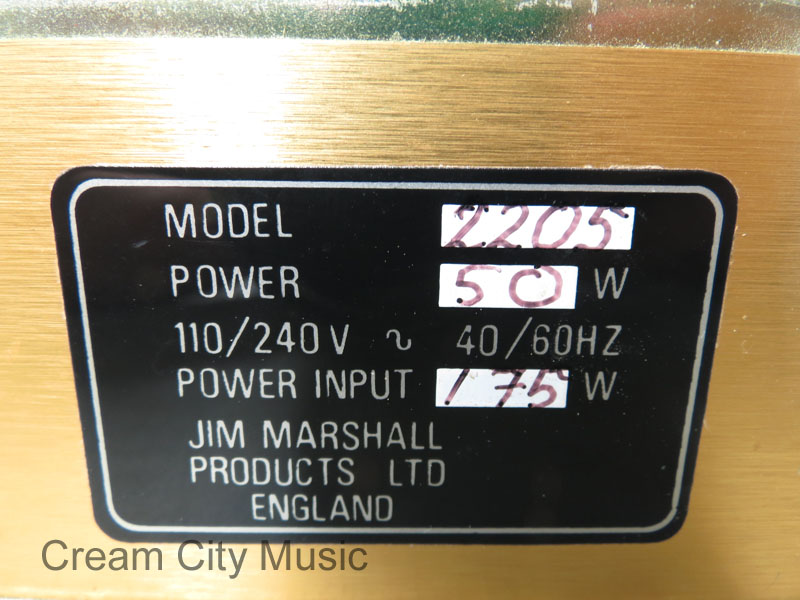 MODEL 2205
POWER 50 W
110/240V ~ 40/60HZ
POWER INPUT 175 W
JIM MARSHALL
PRODUCTS LTD
ENGLAND
Cream City Music